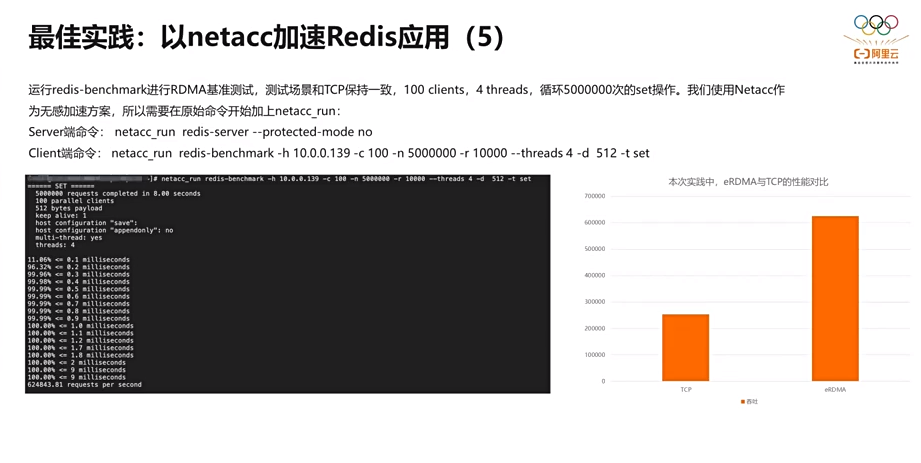 最佳实践：以netacc加速Redis应用（5）
阿里云
运行redis-benchmark进行RDMA基准测试，测试场景和TCP保持一致，100 clients，4 threads，循环5000000次的set操作。我们使用Netacc作
为无感加速方案，所以需要在原始命令开始加上netacc_run：
Server端命令： netacc_run redis-server --protected-mode no
Client端命令： netacc_run redis-benchmark -h 10.0.0.139 -c 100 -n 5000000 -r 10000 --threads 4 -d 512 -t set
~]# netacc_run redis-benchmark -h 10.0.0.139 -c 100 -n 5000000 -r 10000 --threads 4 -d 512 -t set
====== SET ======
5000000 requests completed in 8.00 seconds
100 parallel clients
512 bytes payload
keep alive: 1
host configuration "save":
host configuration "appendonly": no
multi-thread: yes
threads: 4
11.06% <= 0.1 milliseconds
96.32% <= 0.2 milliseconds
99.96% <= 0.3 milliseconds
99.98% <= 0.4 milliseconds
99.99% <= 0.5 milliseconds
99.99% <= 0.6 milliseconds
99.99% <= 0.7 milliseconds
99.99% <= 0.8 milliseconds
99.99% <= 0.9 milliseconds
100.00% <= 1.0 milliseconds
100.00% <= 1.1 milliseconds
100.00% <= 1.2 milliseconds
100.00% <= 1.7 milliseconds
100.00% <= 1.8 milliseconds
100.00% <= 2 milliseconds
100.00% <= 9 milliseconds
100.00% <= 9 milliseconds
624843.81 requests per second
本次实践中，eRDMA与TCP的性能对比
700000
600000
500000
400000
300000
200000
100000
0
TCP
eRDMA
吞吐